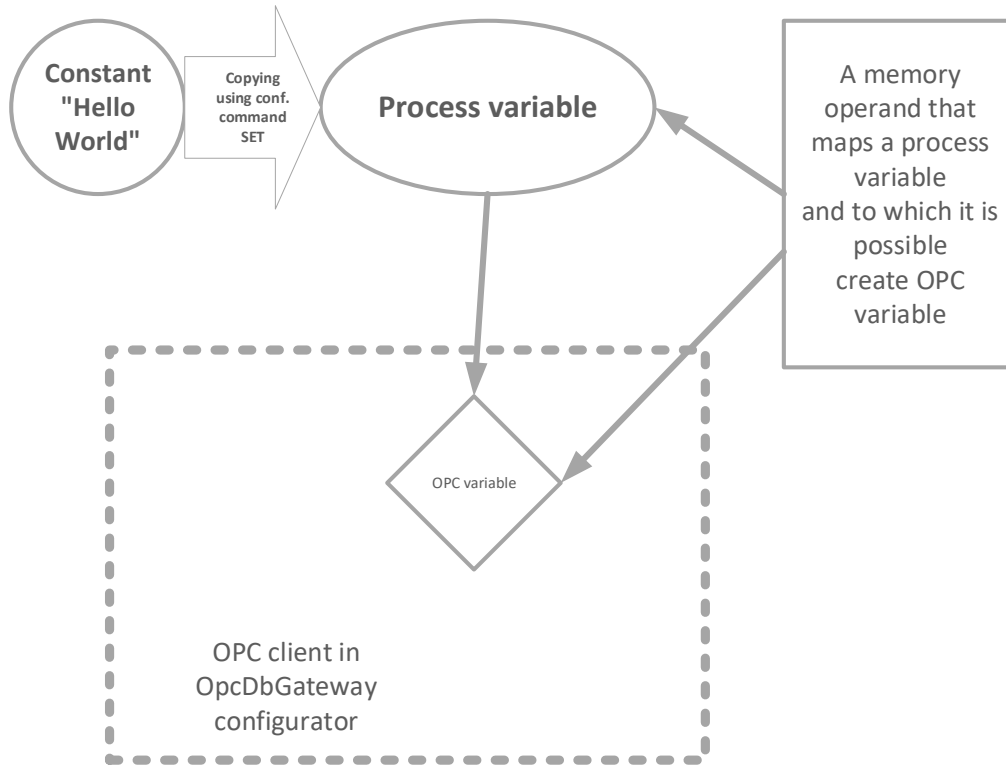 Constant
"Hello
World"
Copying
using conf.
command
SET
Process variable
A memory
operand that
maps a process
variable
and to which it is
possible
create OPC
variable
OPC variable
OPC client in
OpcDbGateway
configurator